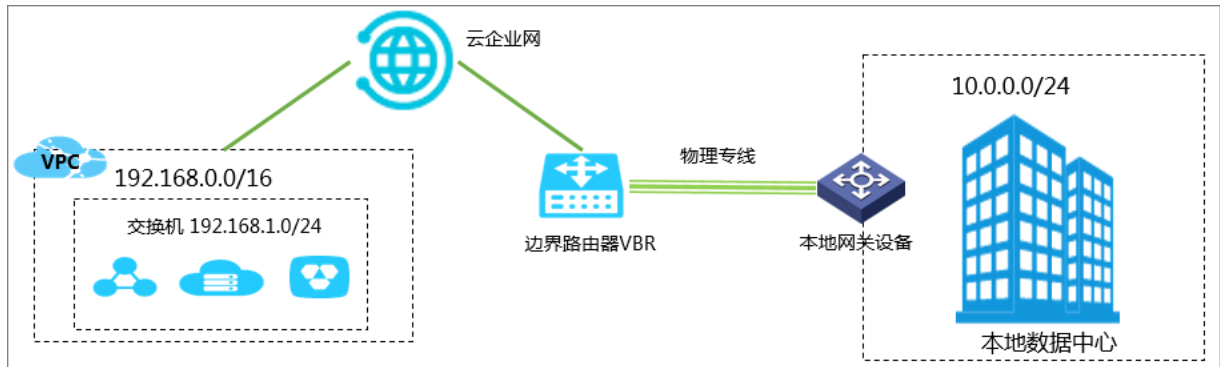 云企业网
10.0.0.0/24
VPC
192.168.0.0/16
物理专线
交换机 192.168.1.0/24
边界路由器VBR
本地网关设备
本地数据中心